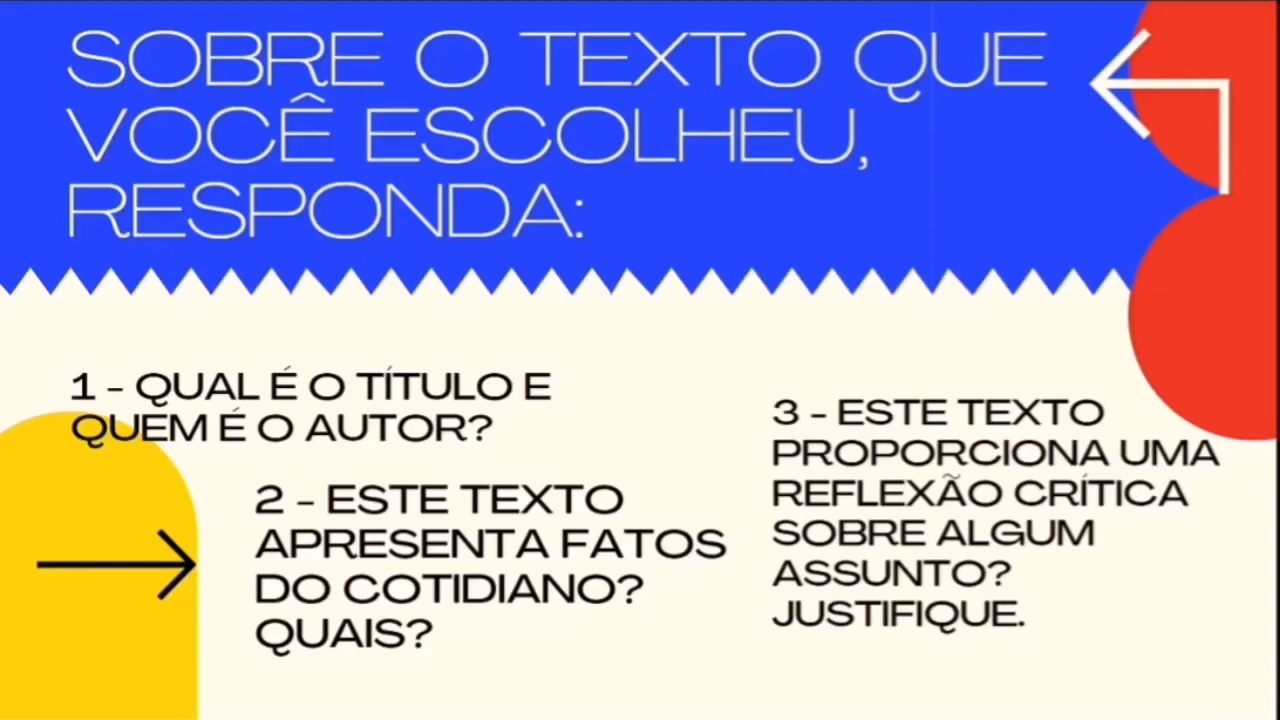 SOBRE O TEXTO QUE
VOCÊ ESCOLHEU,
RESPONDA:
1 - QUAL É O TÍTULO E
QUEM É O AUTOR?
2 - ESTE TEXTO
APRESENTA FATOS
DO COTIDIANO?
QUAIS?
3 - ESTE TEXTO
PROPORCIONA UMA
REFLEXÃO CRÍTICA
SOBRE ALGUM
ASSUNTO?
JUSTIFIQUE.